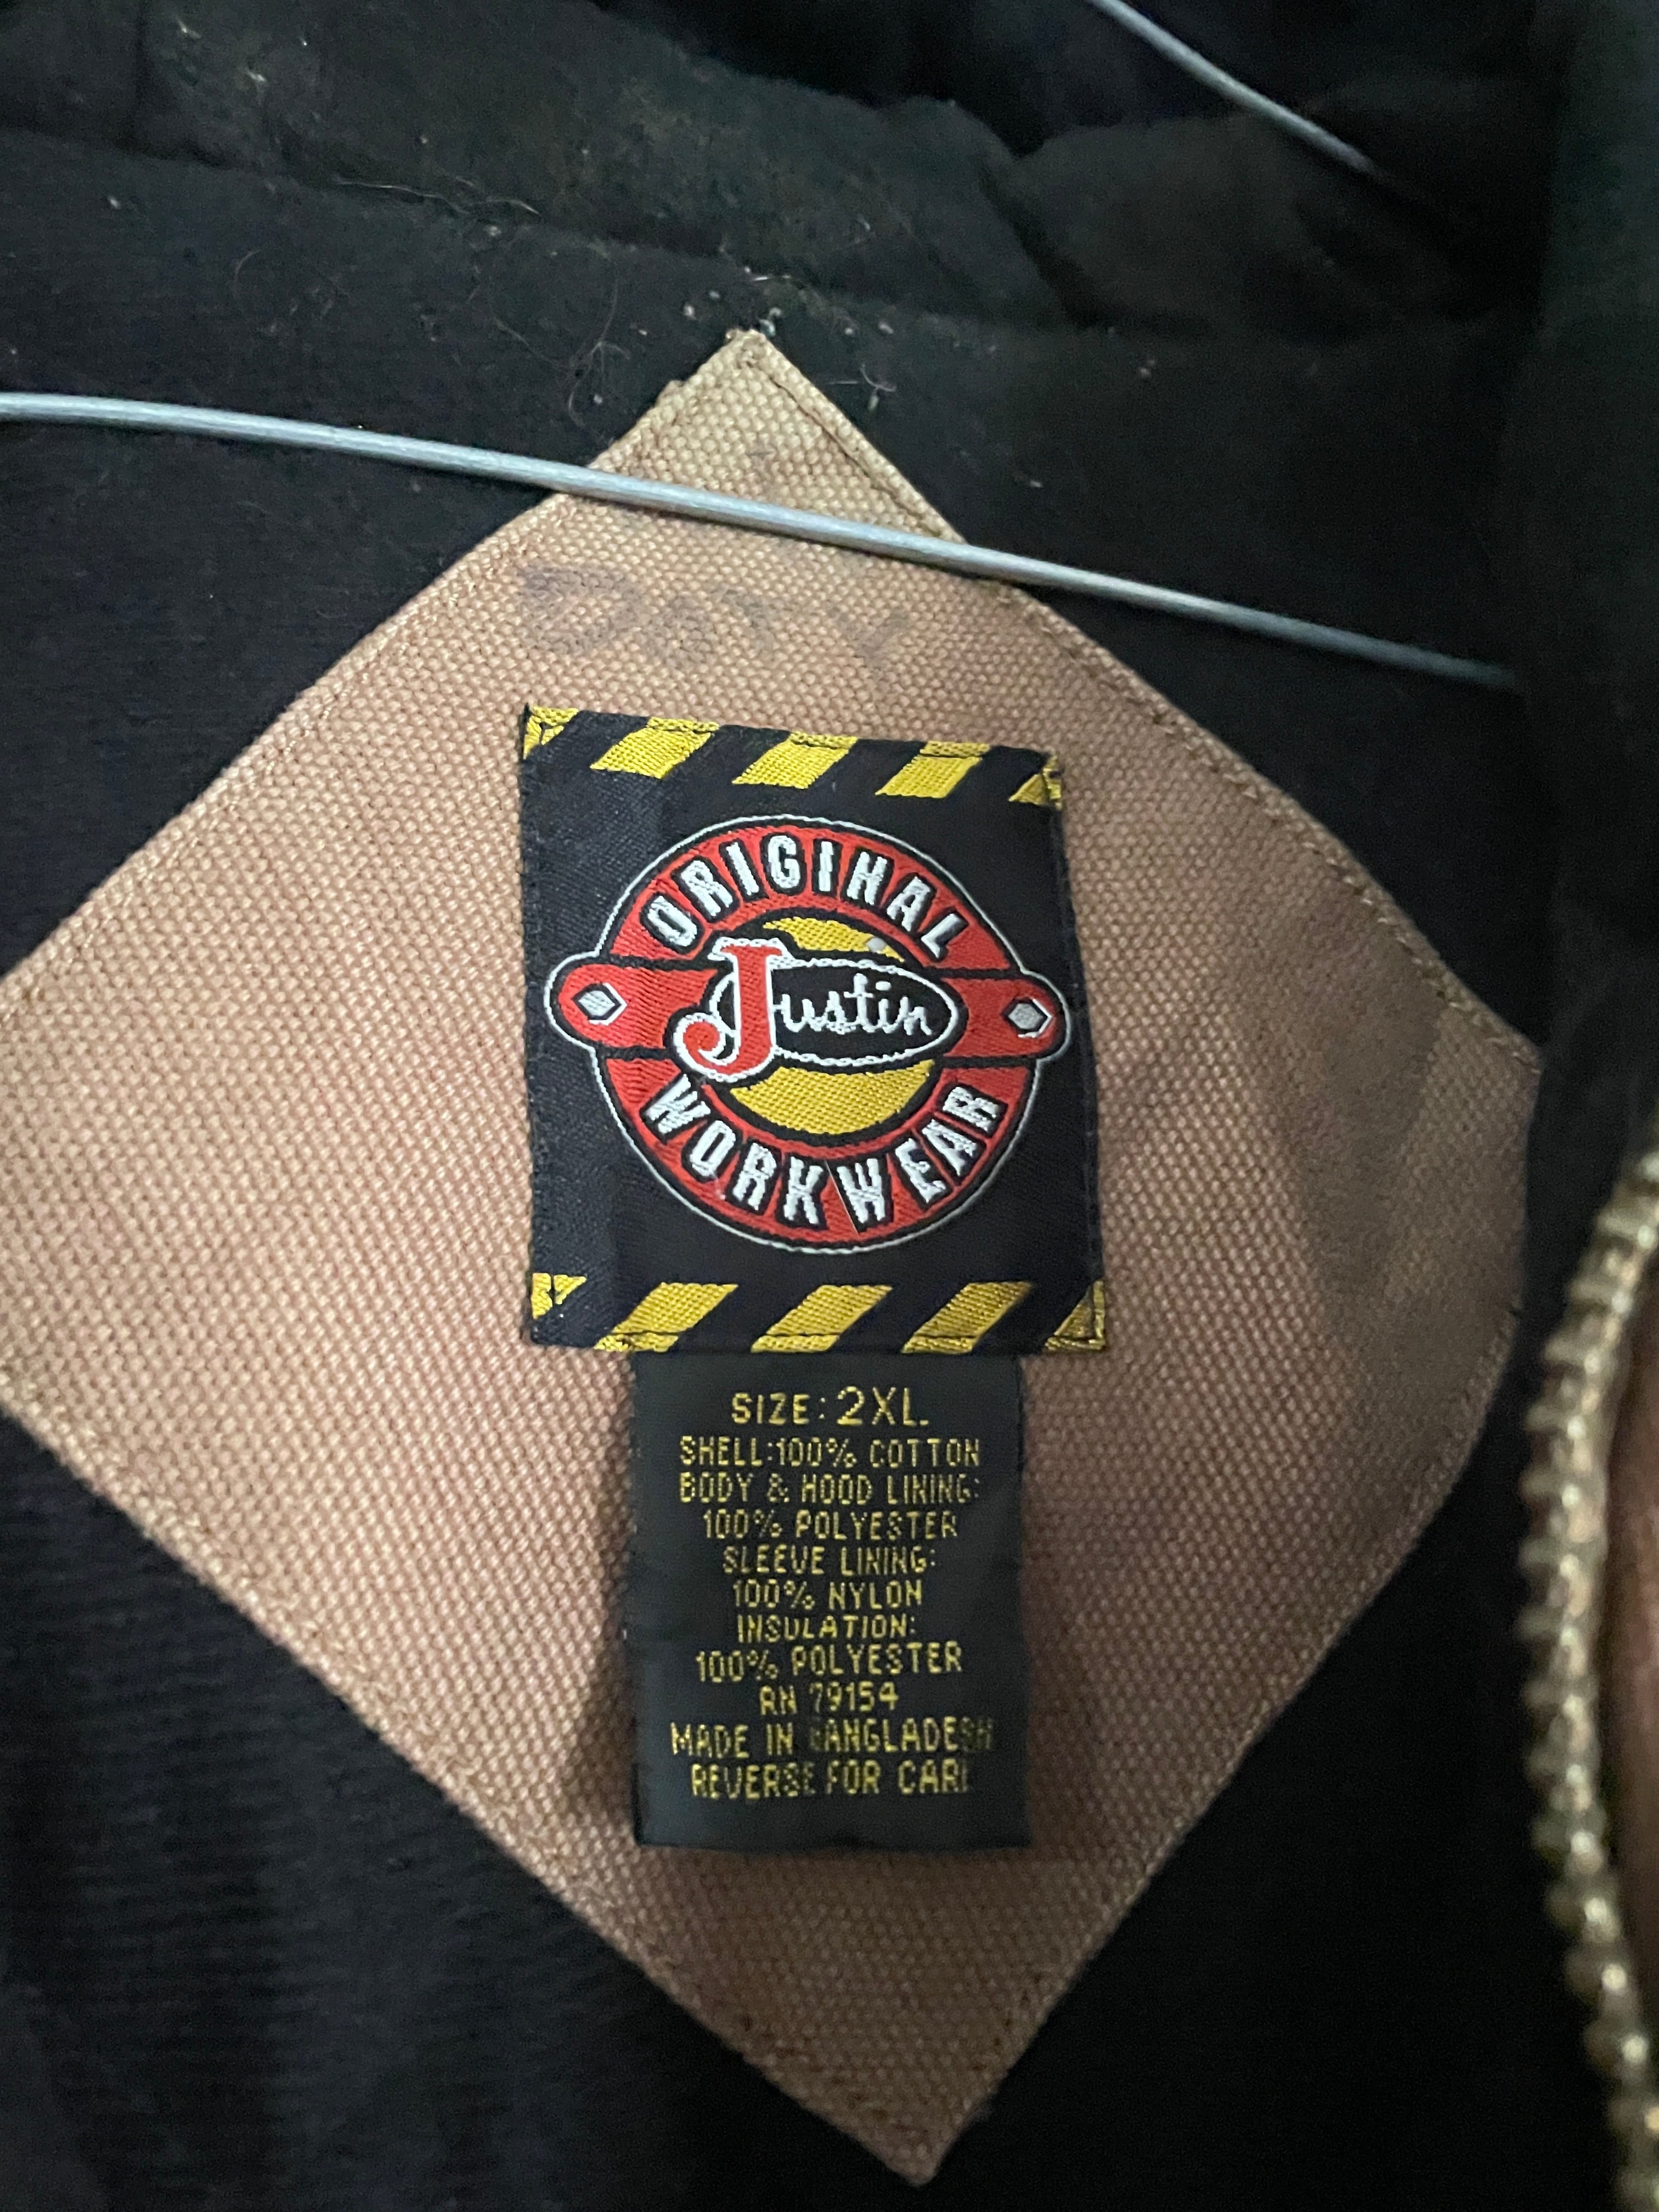 ORIGINAL
Justin
WORKWEAR
SIZE: 2XL
SHELL:100% COTTON
BODY & HOOD LINING:
100% POLYESTER
SLEEVE LINING:
100% NYLON
INSULATION:
100% POLYESTER
RN 79154
MADE IN BANGLADESH
REVERSE FOR CARE